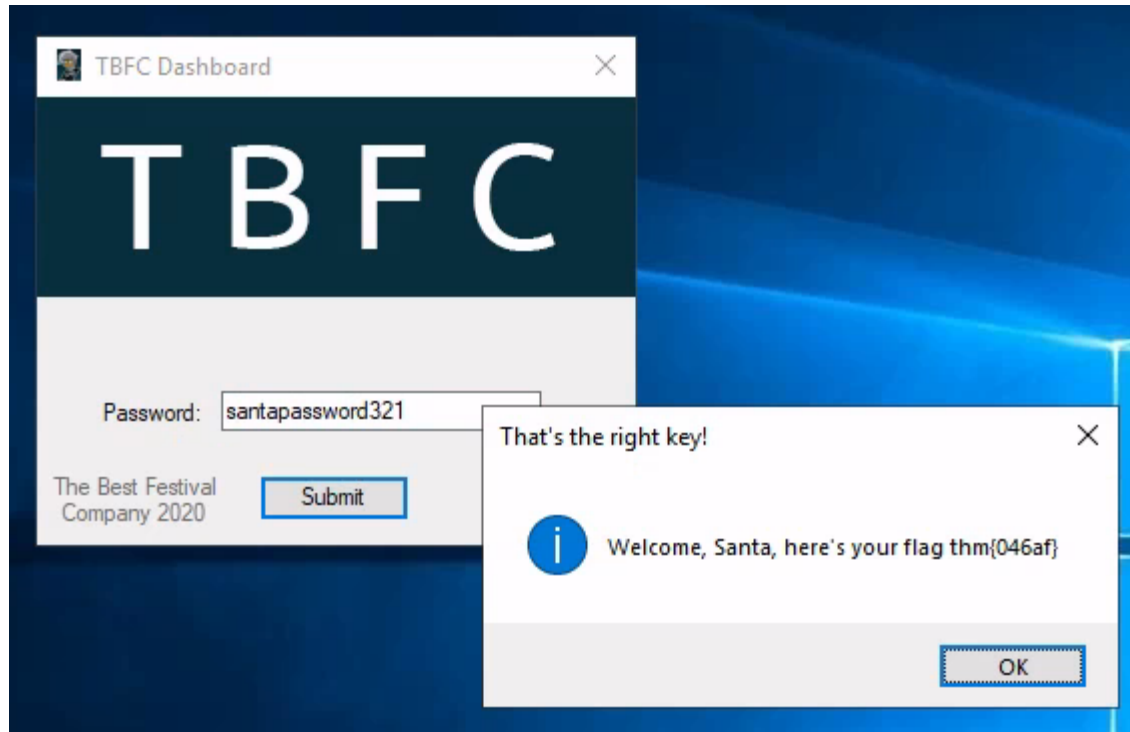 TBFC Dashboard
T B F C
Password: santapassword321
The Best Festival
Company 2020
Submit
That's the right key!
Welcome, Santa, here's your flag thm{046af}
OK